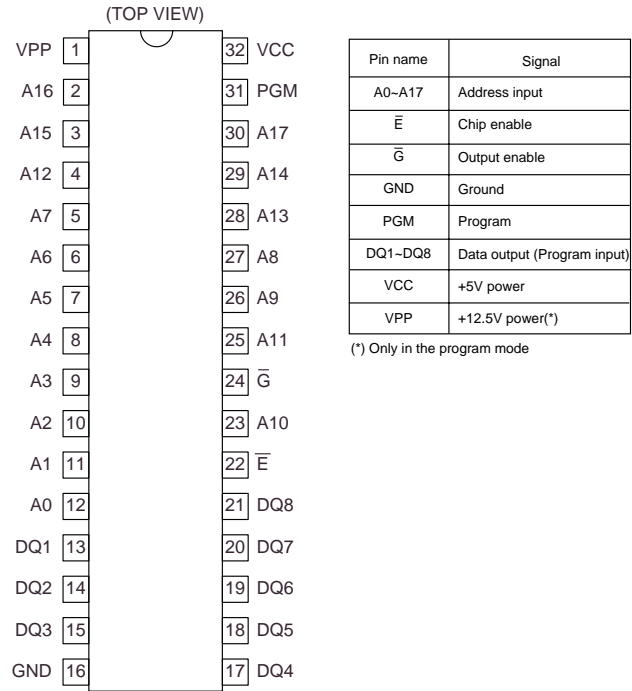 (TOP VIEW)
VPP 1 32 VCC
A16 2 31 PGM
A15 3 30 A17
A12 4 29 A14
A7 5 28 A13
A6 6 27 A8
A5 7 26 A9
A4 8 25 A11
A3 9 24 G̅
A2 10 23 A10
A1 11 22 E̅
A0 12 21 DQ8
DQ1 13 20 DQ7
DQ2 14 19 DQ6
DQ3 15 18 DQ5
GND 16 17 DQ4
Pin name Signal
A0~A17 Address input
E̅ Chip enable
G̅ Output enable
GND Ground
PGM Program
DQ1~DQ8 Data output (Program input)
VCC +5V power
VPP +12.5V power(*)
(*) Only in the program mode